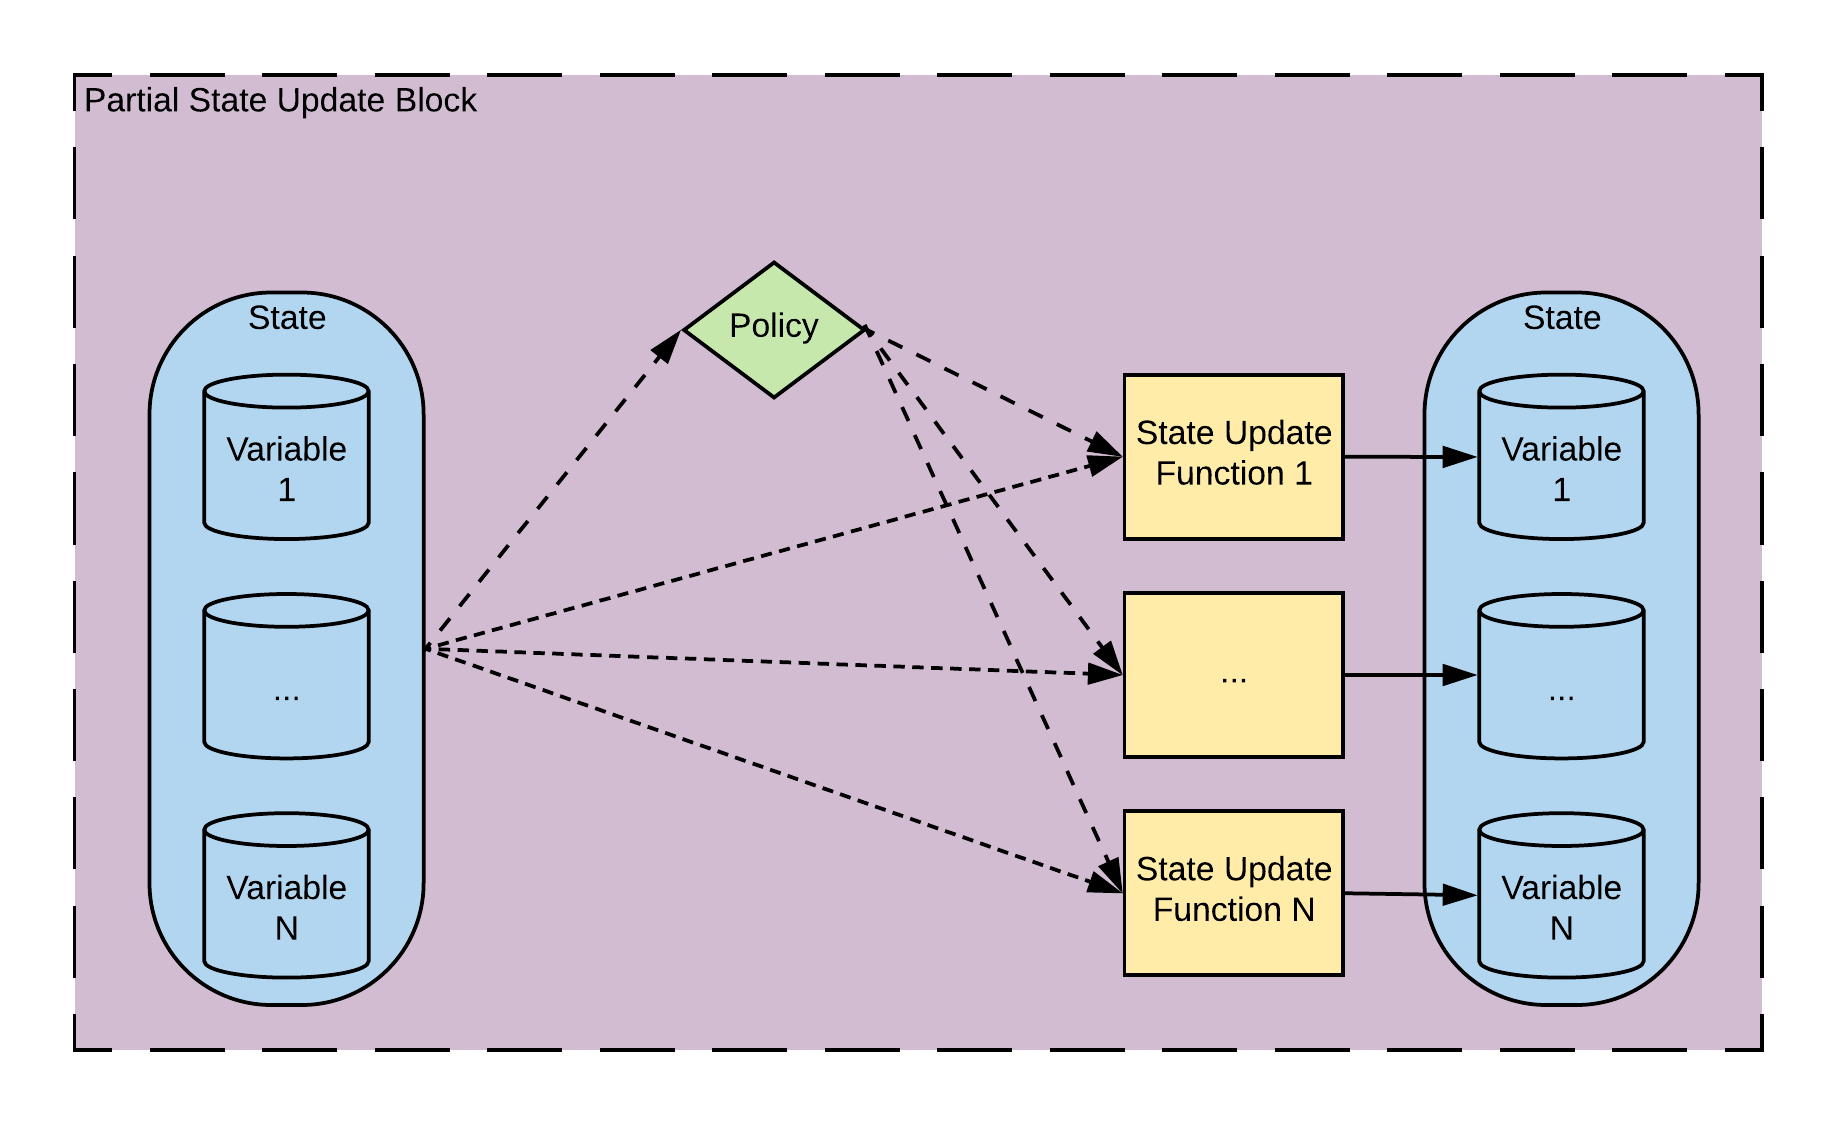 Partial State Update Block
State
Variable
1
...
Variable
N
Policy
State Update
Function 1
...
State Update
Function N
State
Variable
1
...
Variable
N